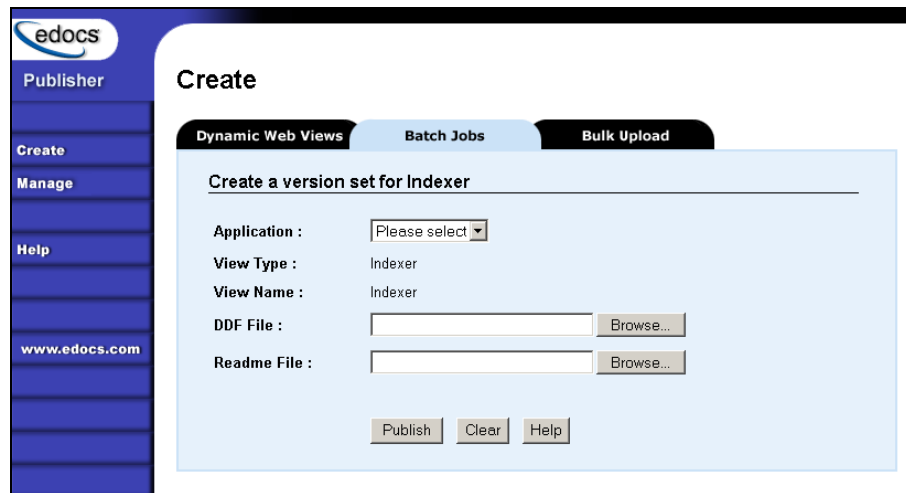 edocs
Publisher
Create
Manage
Help
www.edocs.com
Create
Dynamic Web Views Batch Jobs Bulk Upload
Create a version set for Indexer
Application : Please select
View Type : Indexer
View Name : Indexer
DDF File : Browse...
Readme File : Browse...
Publish Clear Help